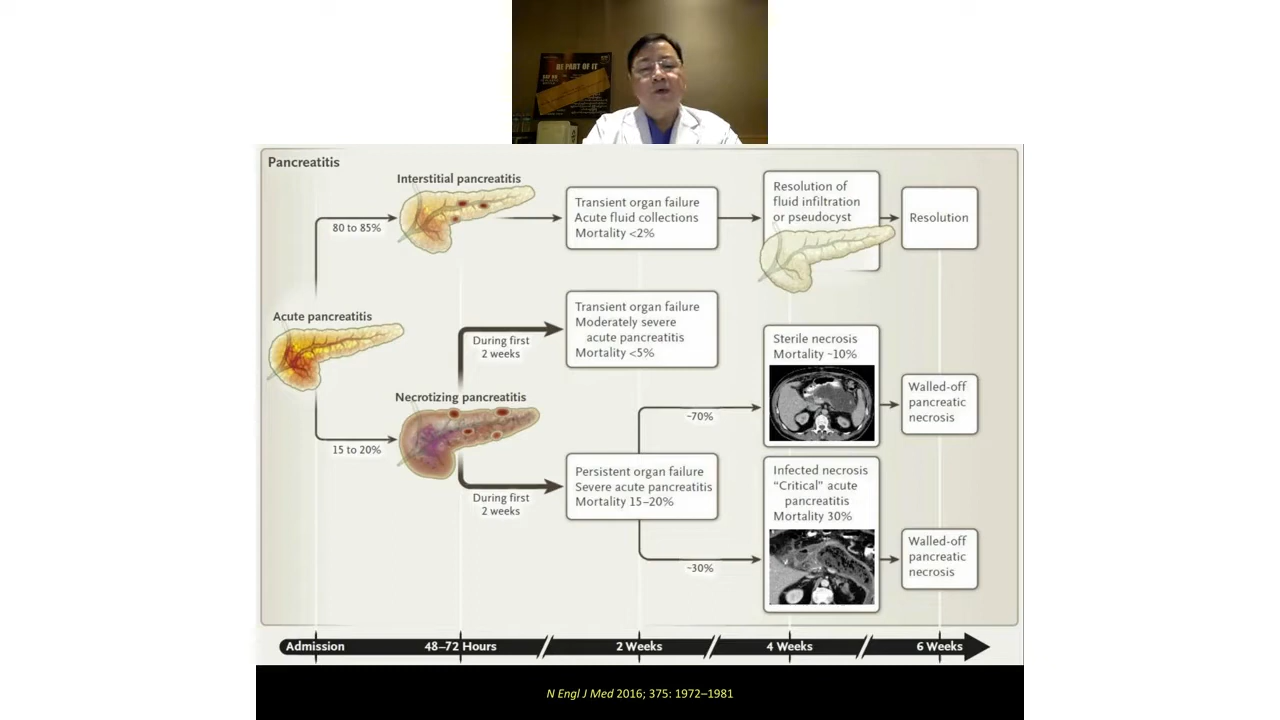 BE PART OF IT
Pancreatitis
Interstitial pancreatitis
80 to 85%
Transient organ failure
Acute fluid collections
Mortality <2%
Resolution of
fluid infiltration
or pseudocyst
Resolution
Acute pancreatitis
During first
2 weeks
Transient organ failure
Moderately severe
acute pancreatitis
Mortality <5%
Necrotizing pancreatitis
15 to 20%
During first
2 weeks
Persistent organ failure
Severe acute pancreatitis
Mortality 15–20%
~70%
Sterile necrosis
Mortality ~10%
Walled-off
pancreatic
necrosis
~30%
Infected necrosis
“Critical” acute
pancreatitis
Mortality 30%
Walled-off
pancreatic
necrosis
Admission
48–72 Hours
2 Weeks
4 Weeks
6 Weeks
N Engl J Med 2016; 375: 1972–1981